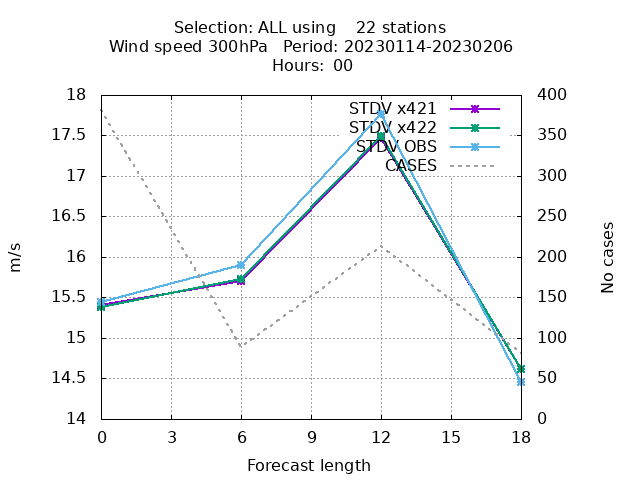 Selection: ALL using    22 stations
Wind speed 300hPa   Period: 20230114-20230206
Hours:  00
STDV x421
STDV x422
STDV OBS
CASES
18
17.5
17
16.5
16
15.5
15
14.5
14
m/s
400
350
300
250
200
150
100
50
0
No cases
0 3 6 9 12 15 18
Forecast length